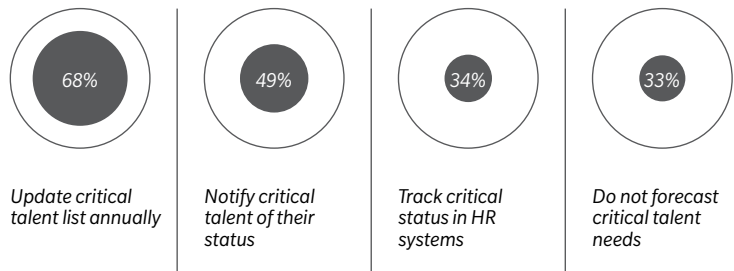 68%
Update critical
talent list annually
49%
Notify critical
talent of their
status
34%
Track critical
status in HR
systems
33%
Do not forecast
critical talent
needs